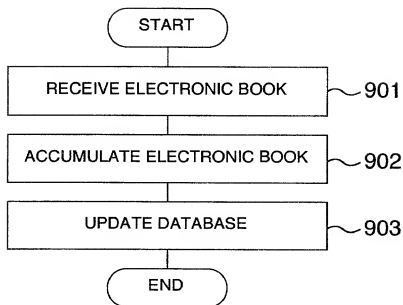 START
RECEIVE ELECTRONIC BOOK 901
ACCUMULATE ELECTRONIC BOOK 902
UPDATE DATABASE 903
END